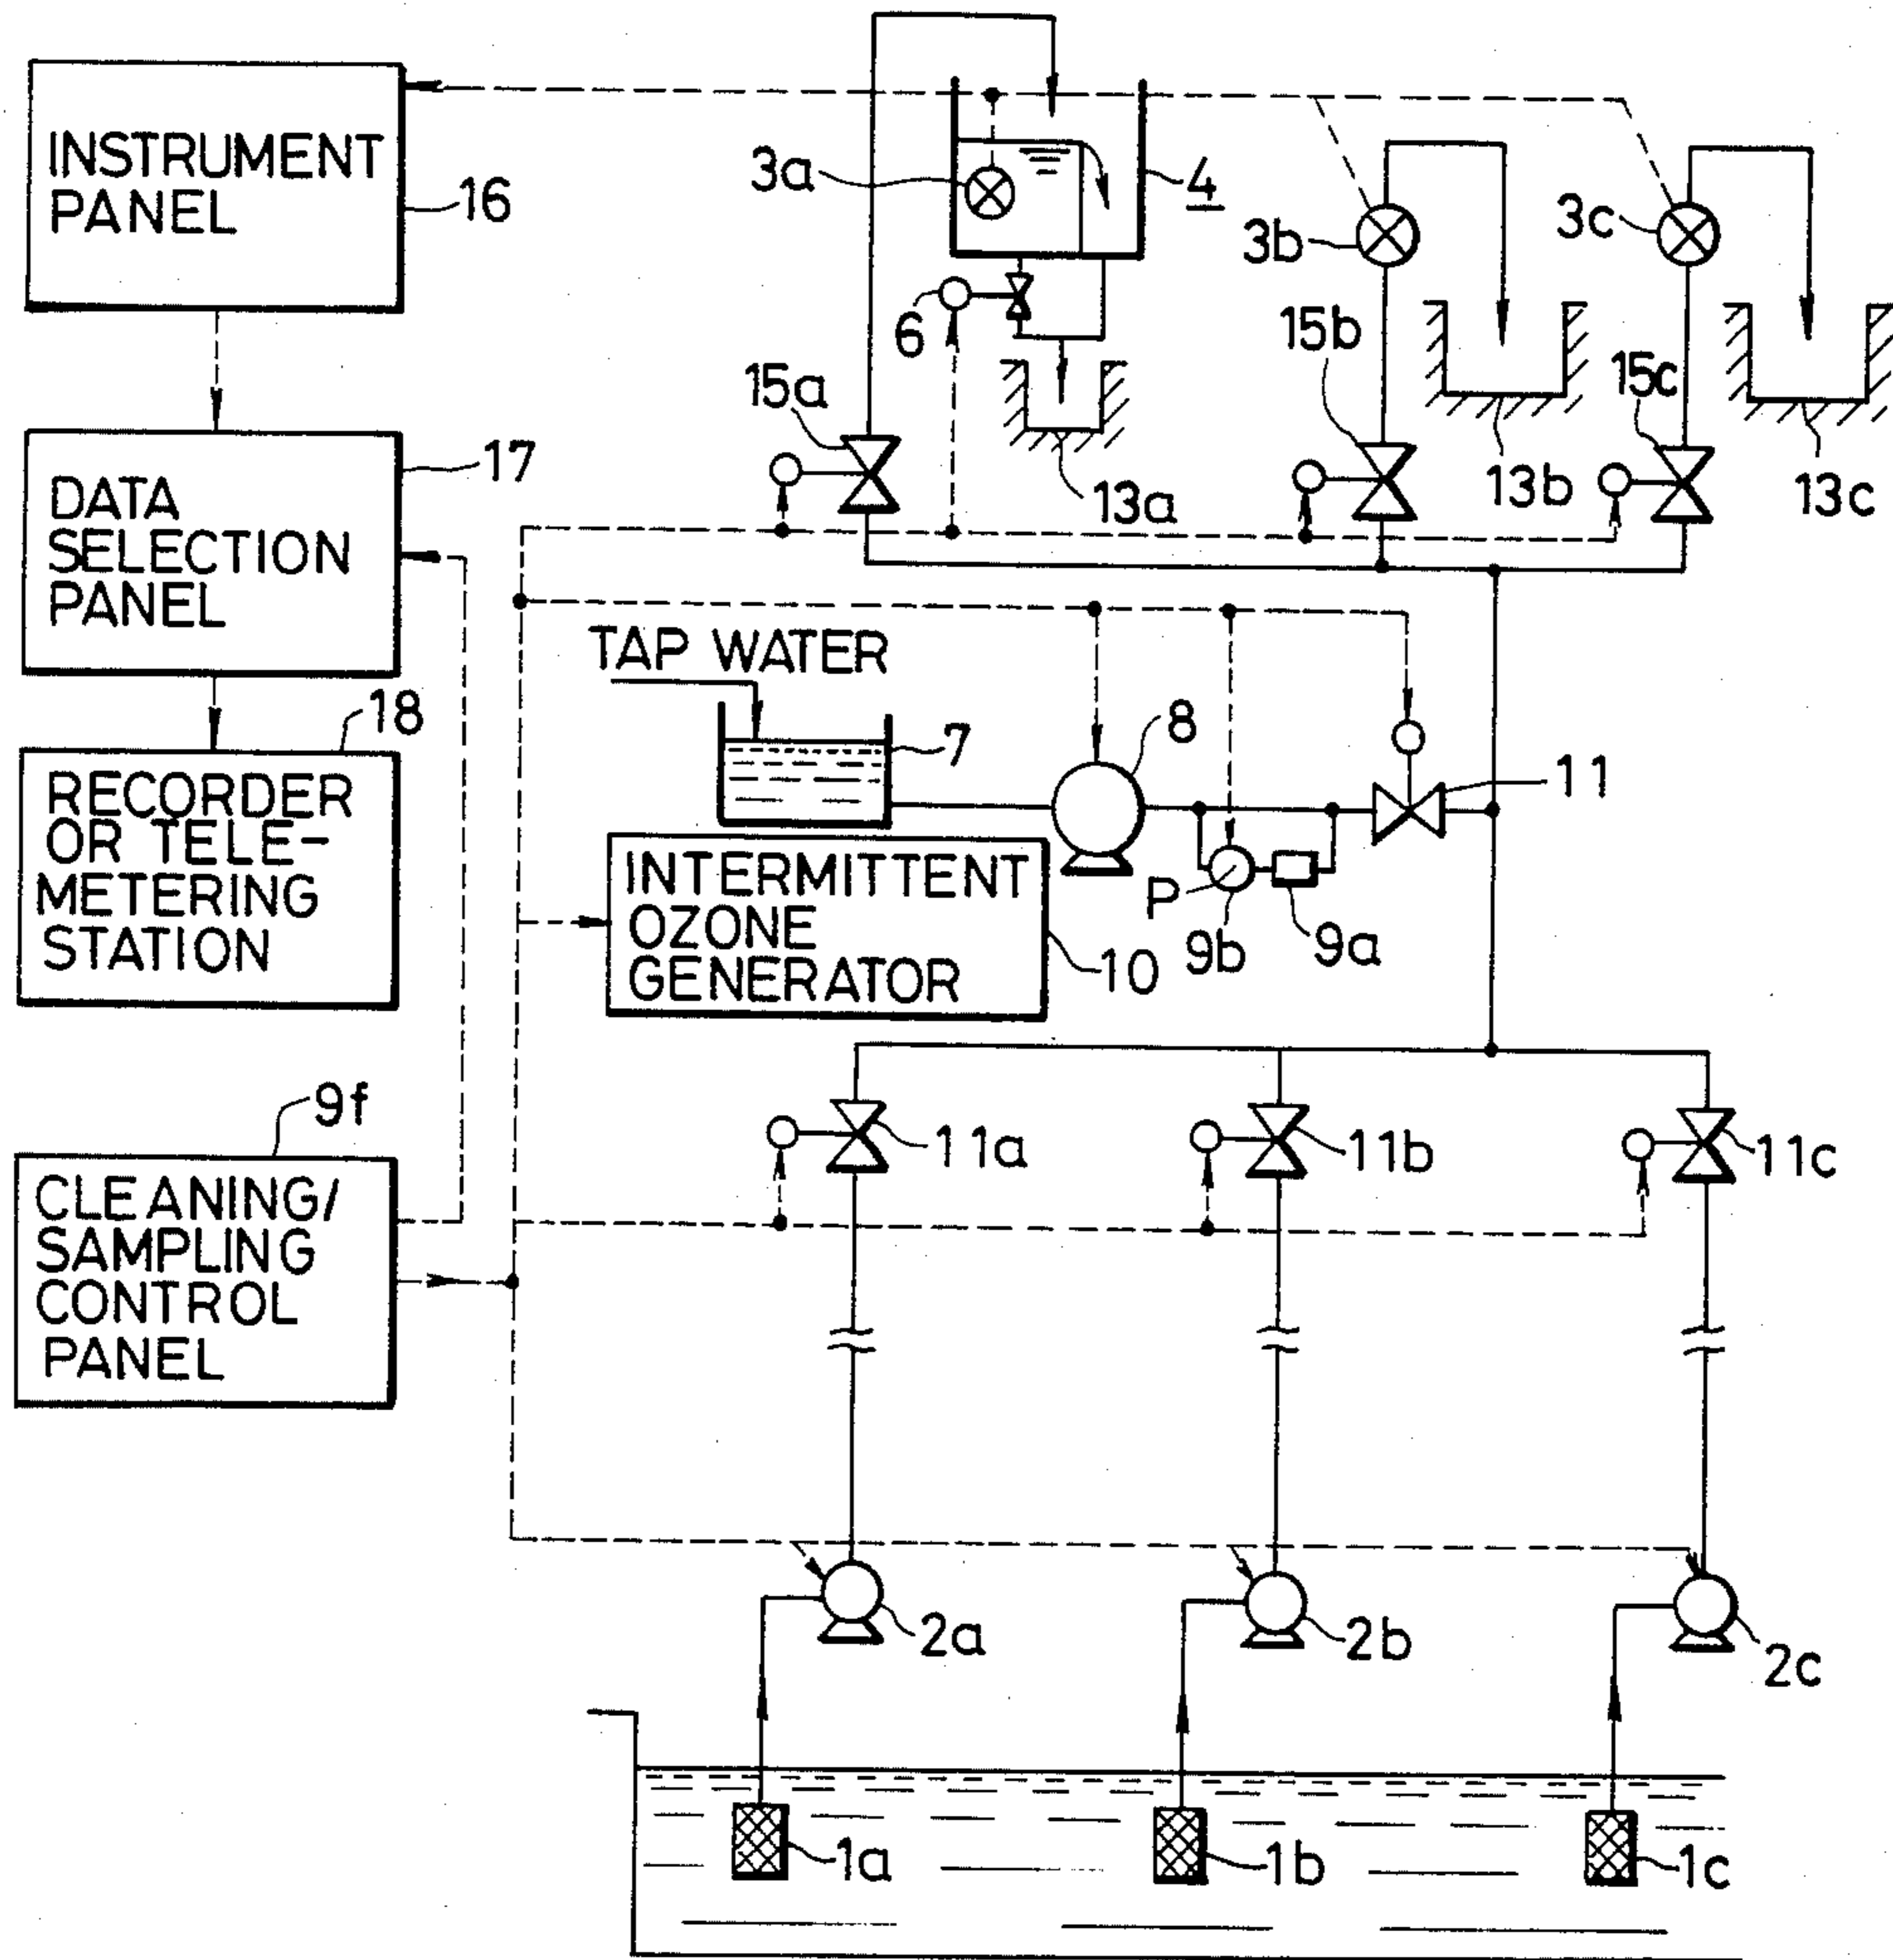 INSTRUMENT
PANEL
16
3a
4
3b
3c
6
15a
15b
15c
13a
13b
13c
DATA
SELECTION
PANEL
17
TAP WATER
7
8
11
RECORDER
OR TELE-
METERING
STATION
18
INTERMITTENT
OZONE
GENERATOR
10
P
9b
9a
9f
CLEANING/
SAMPLING
CONTROL
PANEL
11a
11b
11c
2a
2b
2c
1a
1b
1c